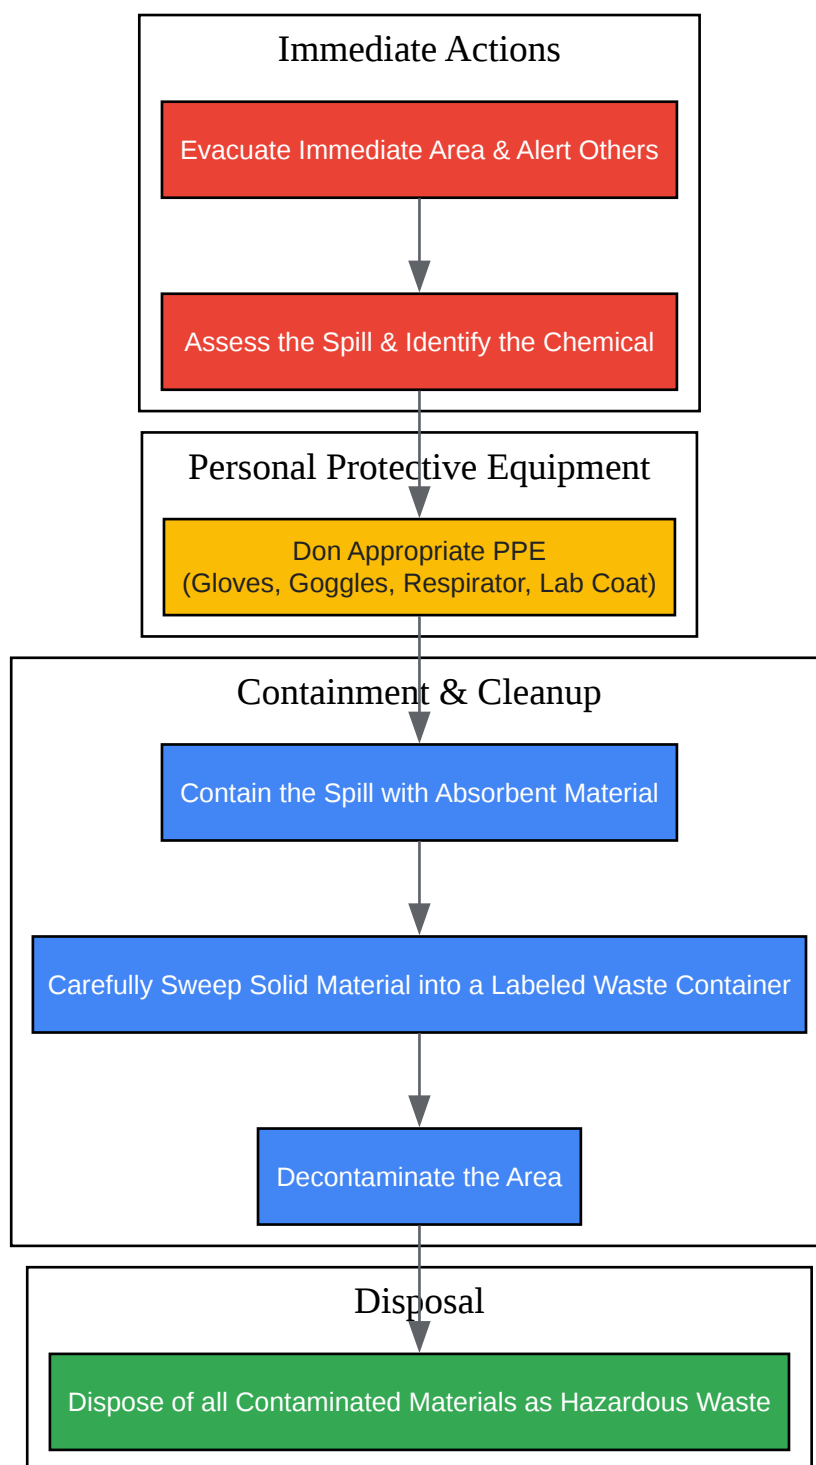 Immediate Actions
Evacuate Immediate Area & Alert Others
Assess the Spill & Identify the Chemical
Personal Protective Equipment
Don Appropriate PPE
(Gloves, Goggles, Respirator, Lab Coat)
Containment & Cleanup
Contain the Spill with Absorbent Material
Carefully Sweep Solid Material into a Labeled Waste Container
Decontaminate the Area
Disposal
Dispose of all Contaminated Materials as Hazardous Waste